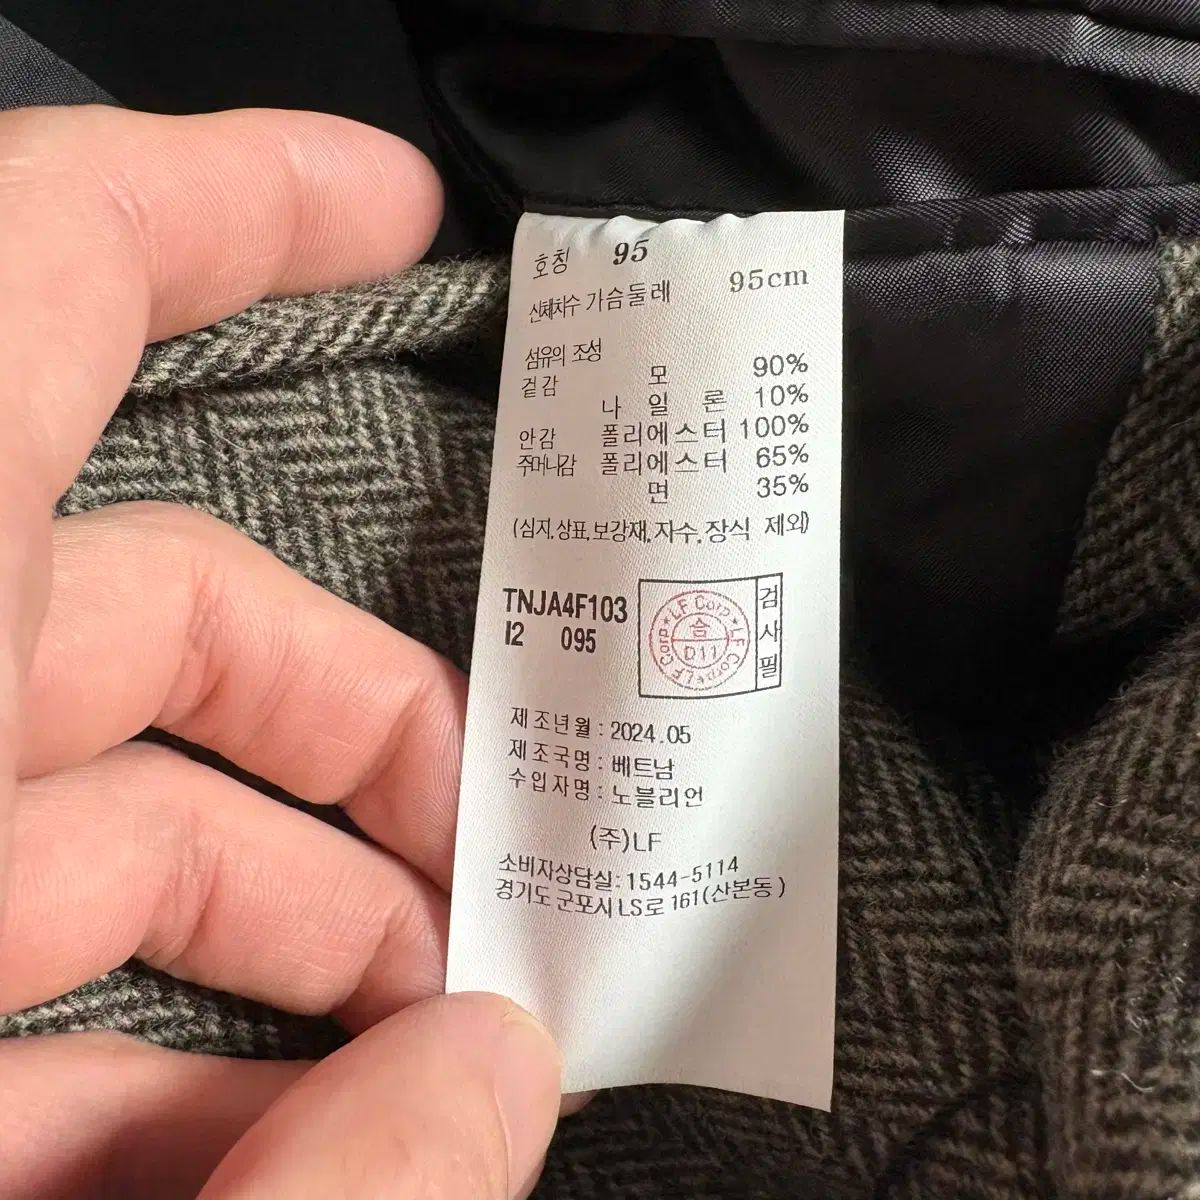 호칭 95
신체치수 가슴둘레 95cm
섬유의 조성
겉감 모 90%
나 일 론 10%
안감 폴리에스터 100%
주머니감 폴리에스터 65%
면 35%
(심지.상표.보강재.자수.장식 제외)
TNJA4F103
I2 095
LF Corp★LF Corp★LF Corp★
승
D11
검사필
제조년월 : 2024.05
제조국명 : 베트남
수입자명 : 노블리언
(주)LF
소비자상담실:1544-5114
경기도 군포시 LS로 161(산본동)